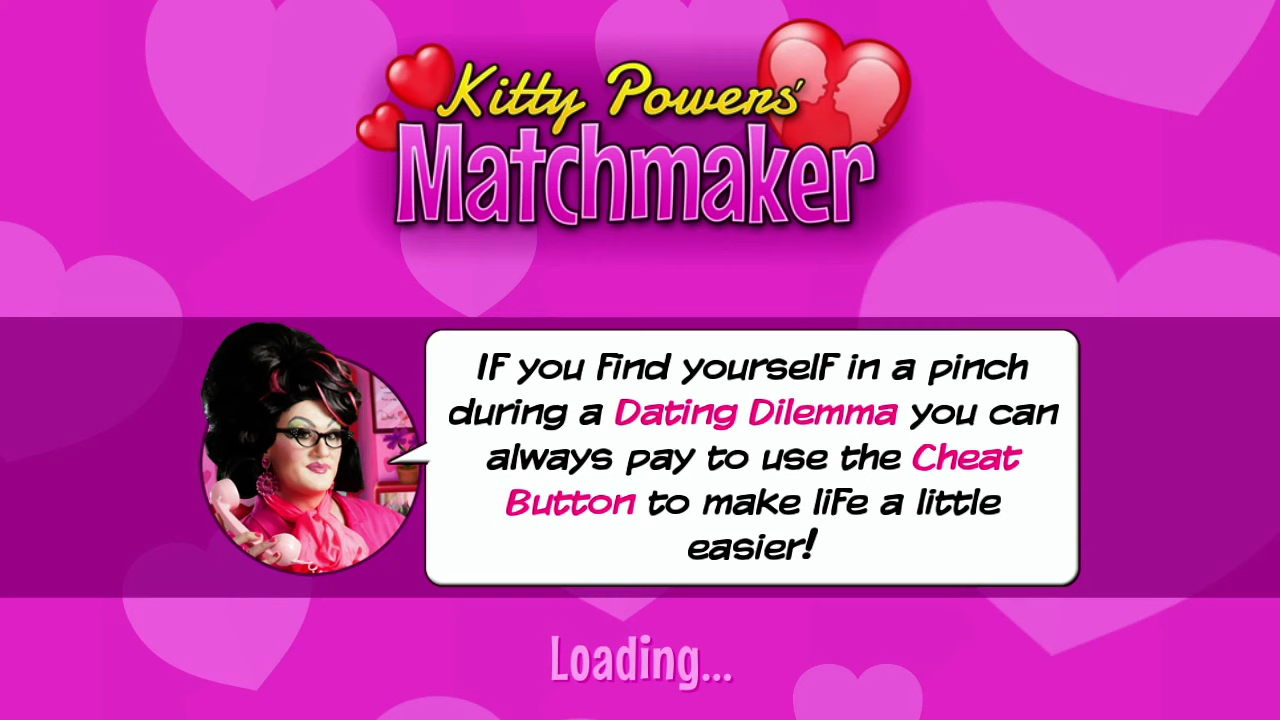 Kitty Powers'
Matchmaker
If you find yourself in a pinch
during a Dating Dilemma you can
always pay to use the Cheat
Button to make life a little
easier!
Loading...